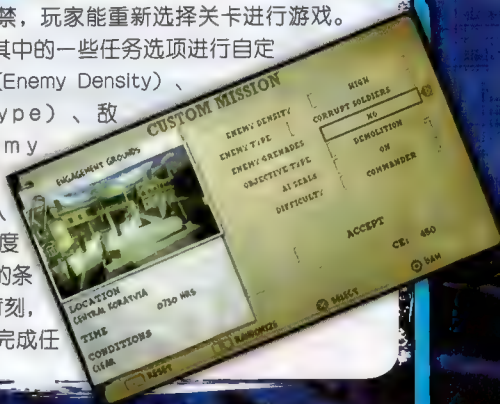 禁，玩家能重新选择关卡进行游戏。
其中的一些任务选项进行自定
(Enemy Density)、
ype）、敌
my
度
的条
时刻，
完成任
CUSTOM MISSION
ENGAGEMENT GROUNDS
ENEMY DENSITY [ HIGH
ENEMY TYPE [ CORRUPT SOLDIERS
ENEMY GRENADES NO
OBJECTIVE TYPE DEMOLITION
AI SEALS ON
DIFFICULTY COMMANDER
ACCEPT
CE: 450
LOCATION
CENTRAL KORATVIA
0730 HRS
TIME
CONDITIONS
CLEAR
RESET
RANDOMIZE
SELECT